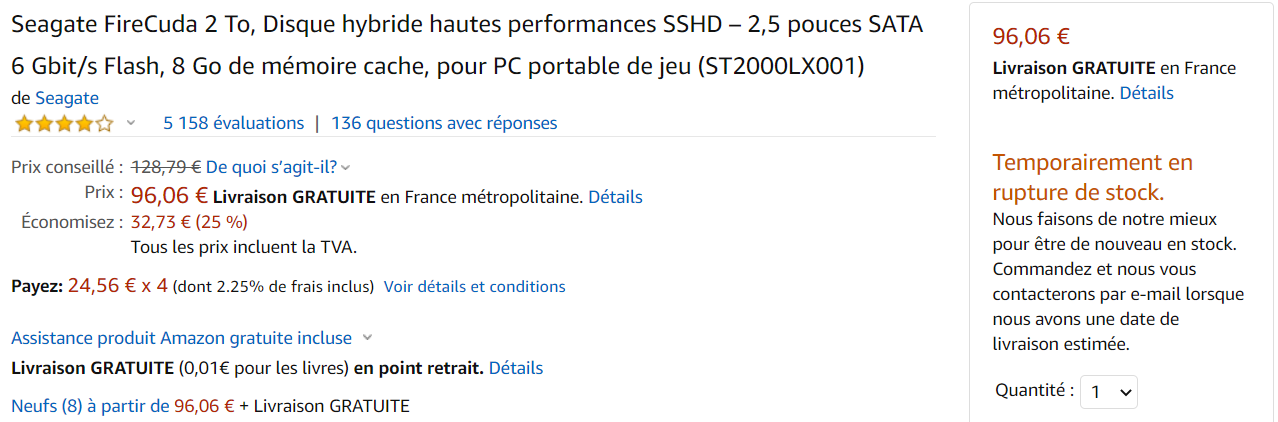 Seagate FireCuda 2 To, Disque hybride hautes performances SSHD – 2,5 pouces SATA
6 Gbit/s Flash, 8 Go de mémoire cache, pour PC portable de jeu (ST2000LX001)
de Seagate
5 158 évaluations | 136 questions avec réponses
Prix conseillé : 128,79 € De quoi s’agit-il?
Prix : 96,06 € Livraison GRATUITE en France métropolitaine. Détails
Économisez : 32,73 € (25 %)
Tous les prix incluent la TVA.
Payez: 24,56 € x 4 (dont 2.25% de frais inclus) Voir détails et conditions
Assistance produit Amazon gratuite incluse
Livraison GRATUITE (0,01€ pour les livres) en point retrait. Détails
Neufs (8) à partir de 96,06 € + Livraison GRATUITE
96,06 €
Livraison GRATUITE en France
métropolitaine. Détails
Temporairement en
rupture de stock.
Nous faisons de notre mieux
pour être de nouveau en stock.
Commandez et nous vous
contacterons par e-mail lorsque
nous avons une date de
livraison estimée.
Quantité : 1